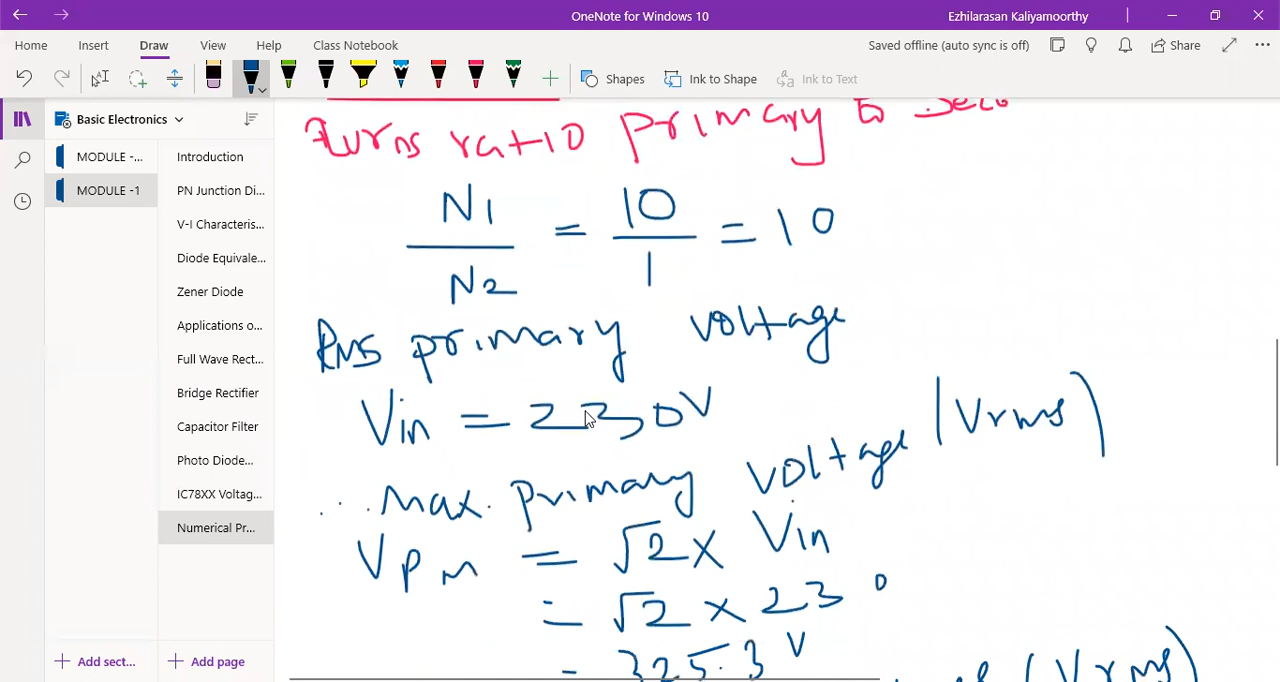 OneNote for Windows 10
Ezhilarasan Kaliyamoorthy
Home Insert Draw View Help Class Notebook
Saved offline (auto sync is off) Share
Shapes Ink to Shape Ink to Text
Basic Electronics
MODULE -...
MODULE -1
Introduction
PN Junction Di...
V-I Characteris...
Diode Equivale...
Zener Diode
Applications o...
Full Wave Rect...
Bridge Rectifier
Capacitor Filter
Photo Diode...
IC78XX Voltag...
Numerical Pr...
Add sect... Add page
Turns ratio primary to
N1/N2 = 10/1 = 10
Rms primary voltage
Vin = 230V
(Vrms)
... max. primary voltage
VPM = √2 x Vin
= √2 x 230
= 325.3 V
(Vrms)